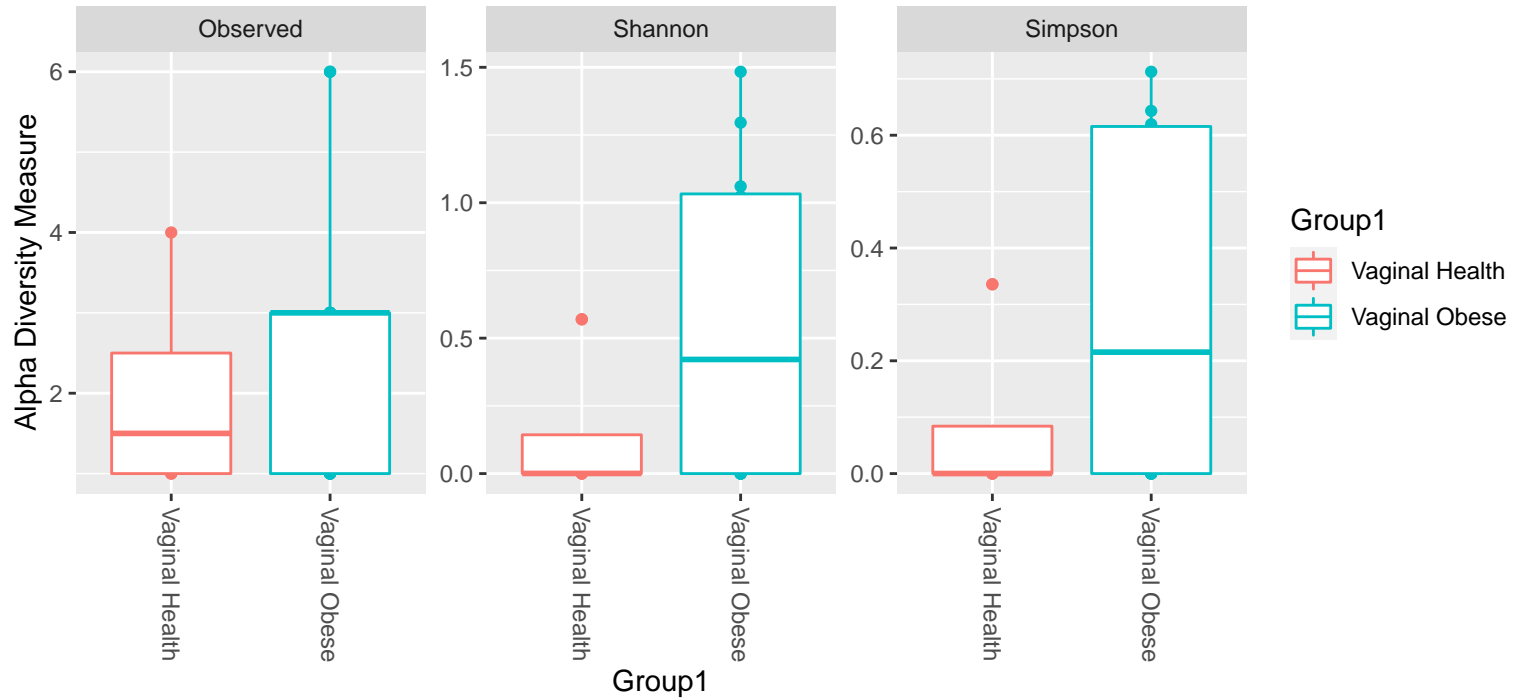 Observed
Shannon
Simpson
Alpha Diversity Measure
6
4
2
1.5
1.0
0.5
0.0
0.6
0.4
0.2
0.0
Vaginal Health
Vaginal Obese
Vaginal Health
Vaginal Obese
Vaginal Health
Vaginal Obese
Group1
Group1
Vaginal Health
Vaginal Obese